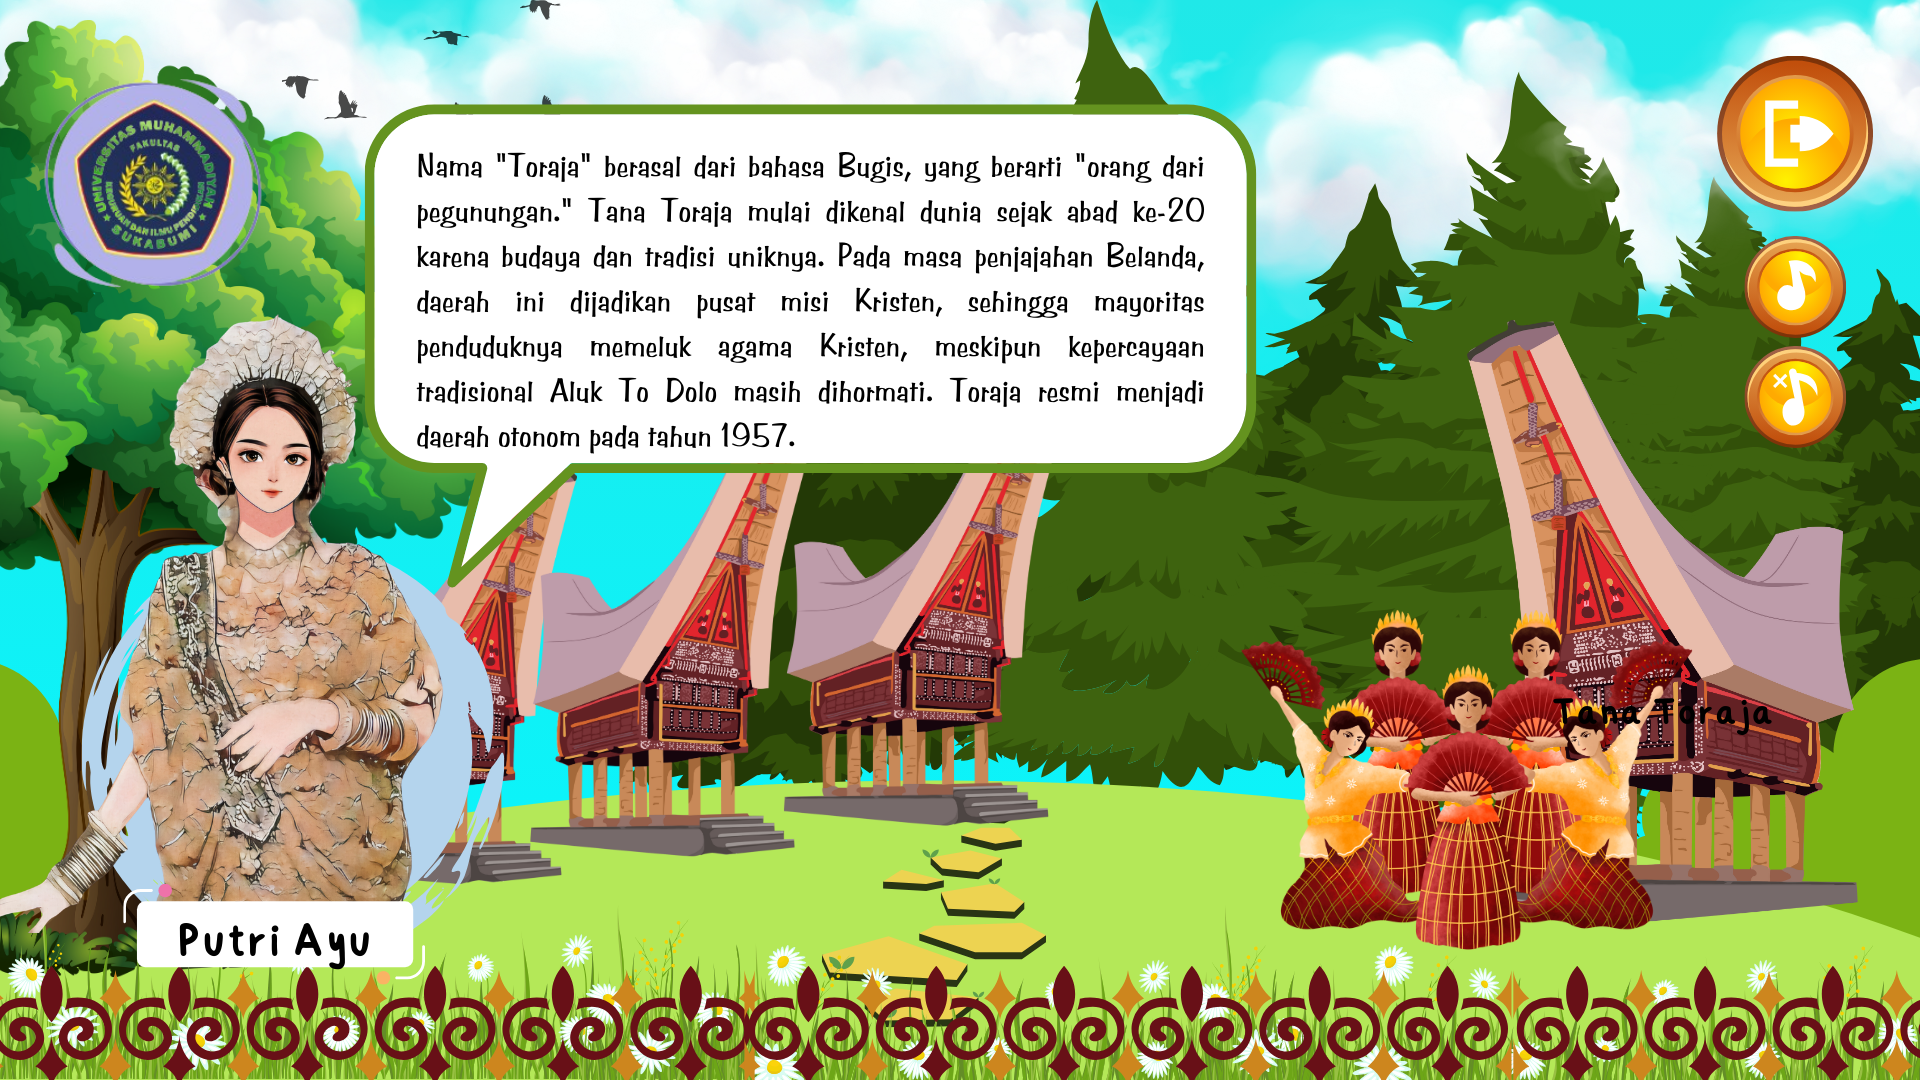 UNIVERSITAS MUHAMMADIYAH
FAKULTAS
KEGURUAN DAN ILMU PENDIDIKAN
SUKABUMI
Nama "Toraja" berasal dari bahasa Bugis, yang berarti "orang dari
pegunungan." Tana Toraja mulai dikenal dunia sejak abad ke-20
karena budaya dan tradisi uniknya. Pada masa penjajahan Belanda,
daerah ini dijadikan pusat misi Kristen, sehingga mayoritas
penduduknya memeluk agama Kristen, meskipun kepercayaan
tradisional Aluk To Dolo masih dihormati. Toraja resmi menjadi
daerah otonom pada tahun 1957.
Tana Toraja
Putri Ayu